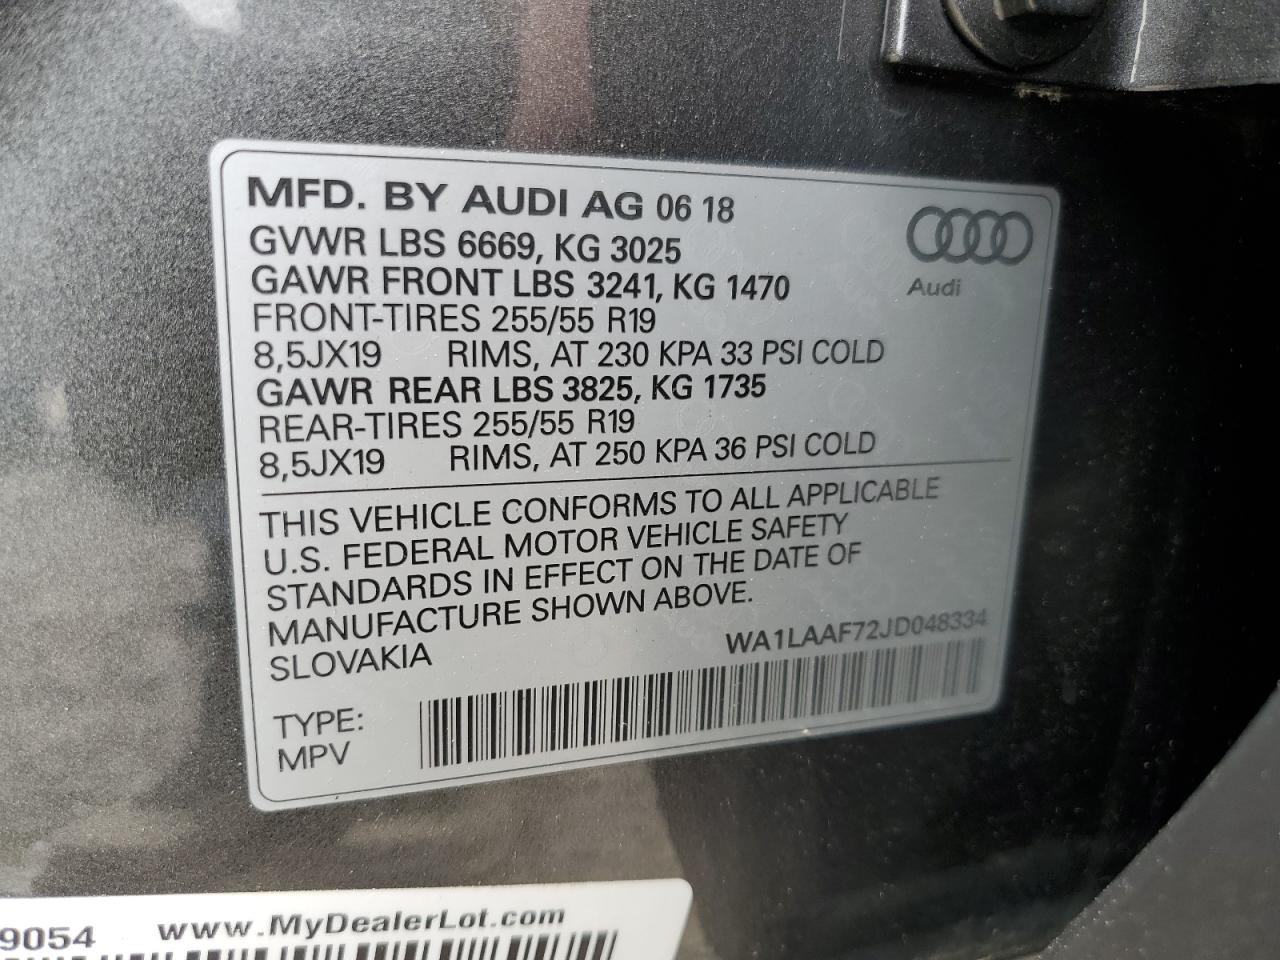 MFD. BY AUDI AG 06 18
GVWR LBS 6669, KG 3025
GAWR FRONT LBS 3241, KG 1470
FRONT-TIRES 255/55 R19
8,5JX19 RIMS, AT 230 KPA 33 PSI COLD
GAWR REAR LBS 3825, KG 1735
REAR-TIRES 255/55 R19
8,5JX19 RIMS, AT 250 KPA 36 PSI COLD
Audi
THIS VEHICLE CONFORMS TO ALL APPLICABLE
U.S. FEDERAL MOTOR VEHICLE SAFETY
STANDARDS IN EFFECT ON THE DATE OF
MANUFACTURE SHOWN ABOVE.
SLOVAKIA
WA1LAAF72JD048334
TYPE:
MPV
9054 www.MyDealerLot.com